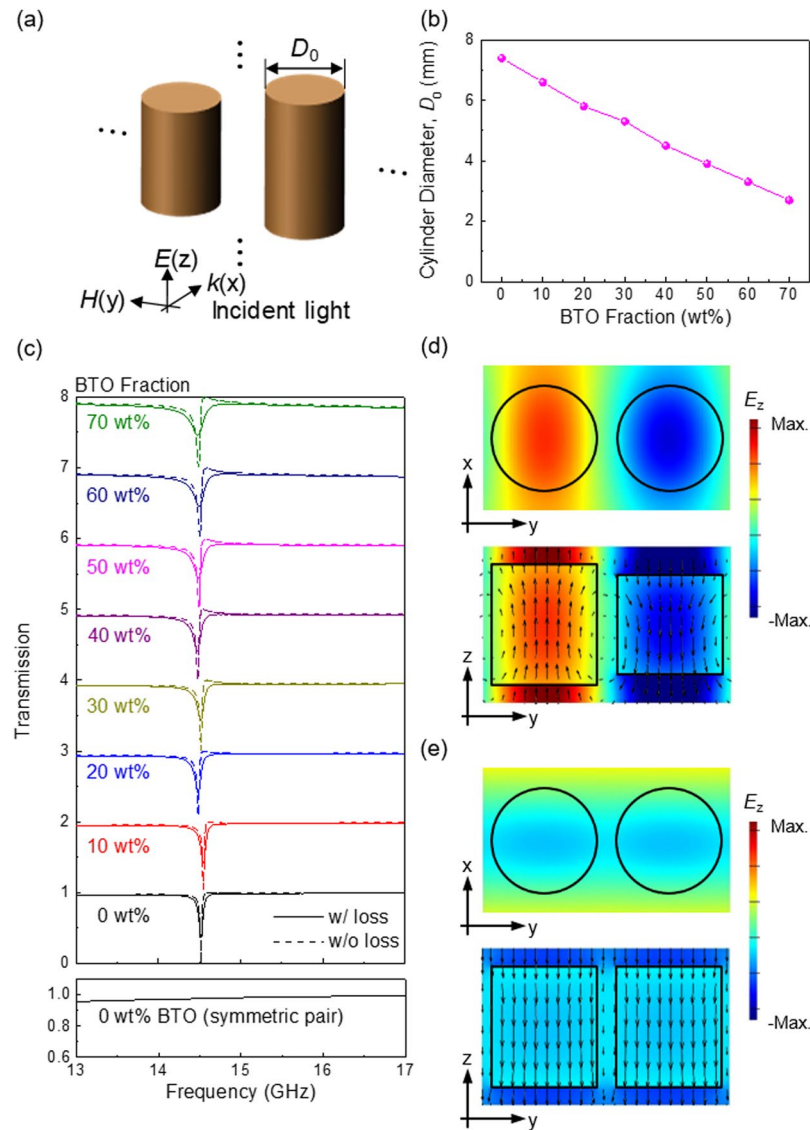 (a)
D₀
E(z)
k(x)
H(y)
Incident light
(b)
Cylinder Diameter, D₀ (mm)
8
6
4
2
0
0 10 20 30 40 50 60 70
BTO Fraction (wt%)
(c)
BTO Fraction
Transmission
8
7
6
5
4
3
2
1
0
70 wt%
60 wt%
50 wt%
40 wt%
30 wt%
20 wt%
10 wt%
0 wt%
w/ loss
w/o loss
1.0
0.8
0.6
0 wt% BTO (symmetric pair)
13 14 15 16 17
Frequency (GHz)
(d)
x
y
z
y
E_z
Max.
-Max.
(e)
x
y
z
y
E_z
Max.
-Max.